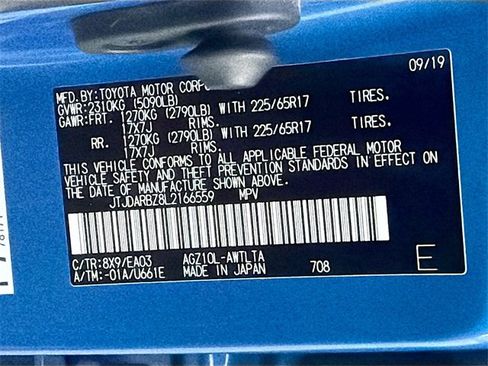 MFD.BY:TOYOTA MOTOR CORPO 09/19
GVWR:2310KG (5090LB)
GAWR:FRT. 1270KG (2790LB) WITH 225/65R17 TIRES.
17X7J RIMS.
RR. 1270KG (2790LB) WITH 225/65R17 TIRES.
17X7J RIMS.
THIS VEHICLE CONFORMS TO ALL APPLICABLE FEDERAL MOTOR
VEHICLE SAFETY AND THEFT PREVENTION STANDARDS IN EFFECT
ON THE DATE OF MANUFACTURE SHOWN ABOVE.
JTJDARBZ8L2166559 MPV
C/TR:8X9/EA03 AGZ10L-AWTLTA
A/TM:-01A/U661E MADE IN JAPAN 708 E